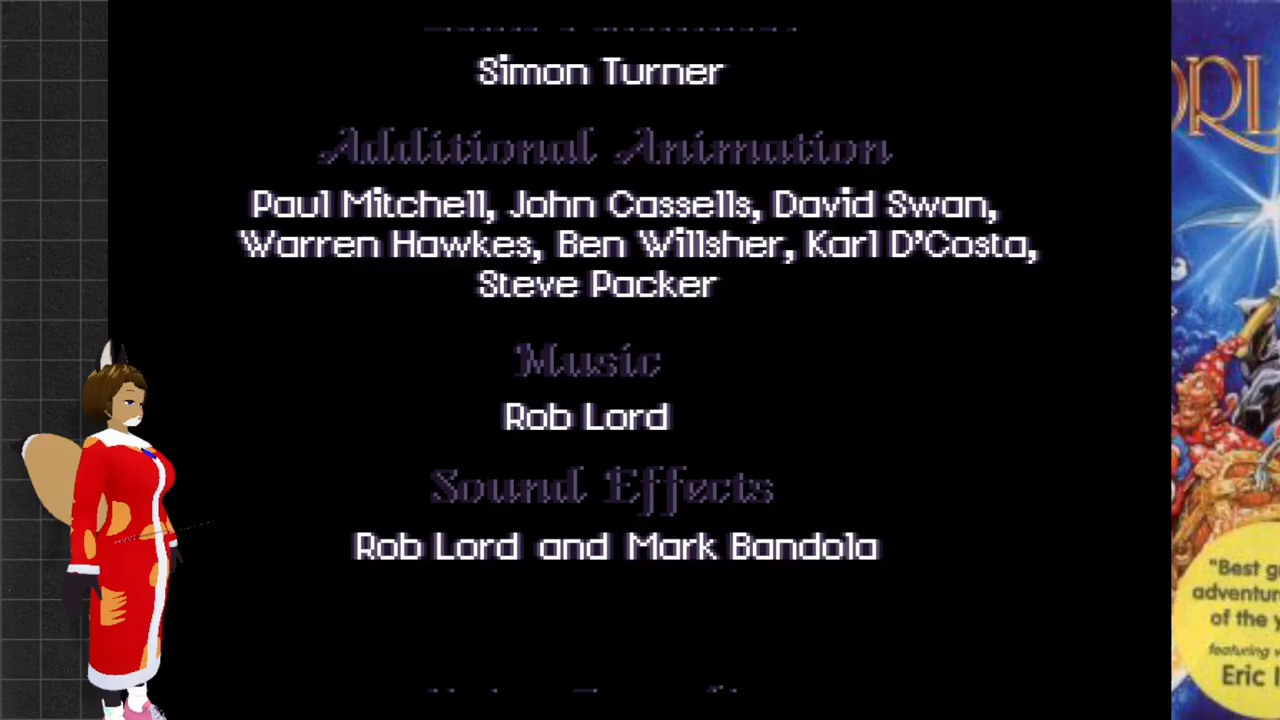 Simon Turner
Additional Animation
Paul Mitchell, John Cassells, David Swan,
Warren Hawkes, Ben Willsher, Karl D'Costa,
Steve Packer
Music
Rob Lord
Sound Effects
Rob Lord and Mark Bandola
ORL
"Best g
adventur
of the y
featuring
Eric I